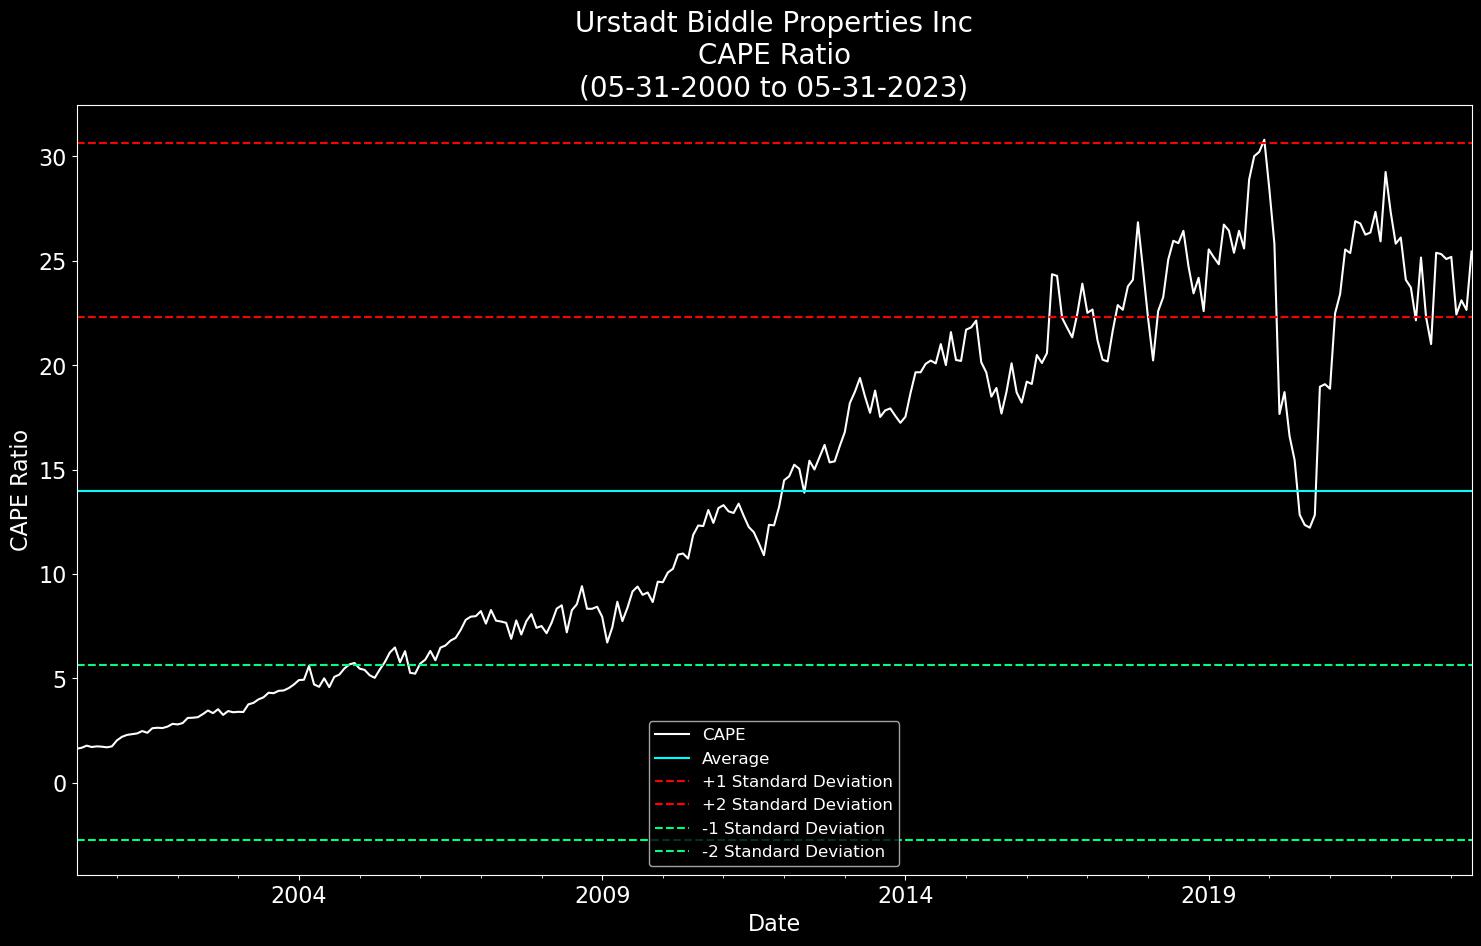 Urstadt Biddle Properties Inc
CAPE Ratio
(05-31-2000 to 05-31-2023)
30
25
20
15
10
5
0
CAPE Ratio
CAPE
Average
+1 Standard Deviation
+2 Standard Deviation
-1 Standard Deviation
-2 Standard Deviation
2004
2009
2014
2019
Date